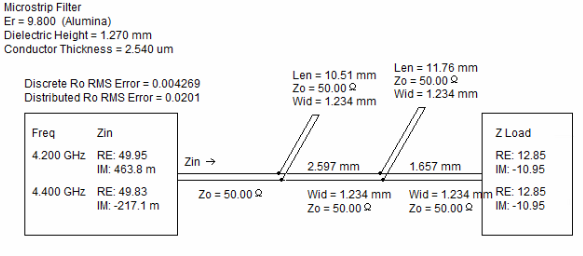 Microstrip Filter
Er = 9.800 (Alumina)
Dielectric Height = 1.270 mm
Conductor Thickness = 2.540 um
Discrete Ro RMS Error = 0.004269
Distributed Ro RMS Error = 0.0201
Len = 10.51 mm
Zo = 50.00 Ω
Wid = 1.234 mm
Len = 11.76 mm
Zo = 50.00 Ω
Wid = 1.234 mm
Freq Zin
4.200 GHz RE: 49.95
IM: 463.8 m
4.400 GHz RE: 49.83
IM: -217.1 m
Zin →
Zo = 50.00 Ω
2.597 mm
Wid = 1.234 mm
Zo = 50.00 Ω
1.657 mm
Wid = 1.234 mm
Zo = 50.00 Ω
Z Load
RE: 12.85
IM: -10.95
RE: 12.85
IM: -10.95